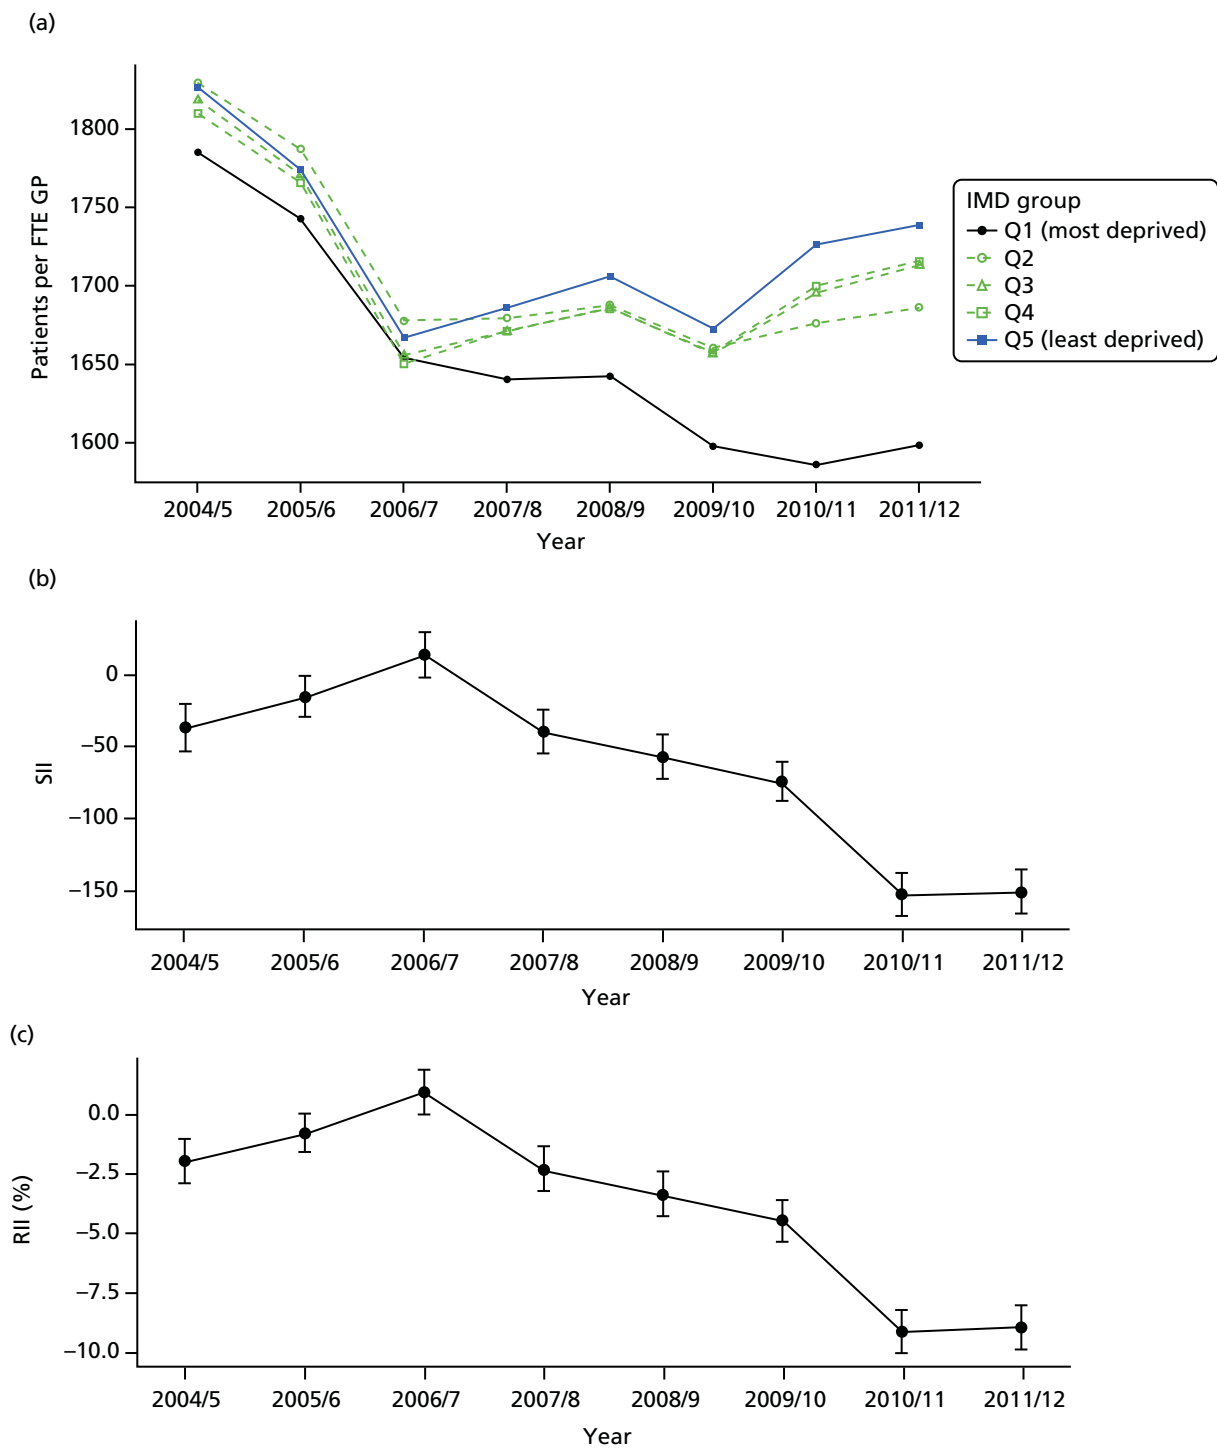 (a)
Patients per FTE GP
1800
1750
1700
1650
1600
2004/5 2005/6 2006/7 2007/8 2008/9 2009/10 2010/11 2011/12
Year
IMD group
Q1 (most deprived)
Q2
Q3
Q4
Q5 (least deprived)
(b)
SII
0
−50
−100
−150
2004/5 2005/6 2006/7 2007/8 2008/9 2009/10 2010/11 2011/12
Year
(c)
RII (%)
0.0
−2.5
−5.0
−7.5
−10.0
2004/5 2005/6 2006/7 2007/8 2008/9 2009/10 2010/11 2011/12
Year